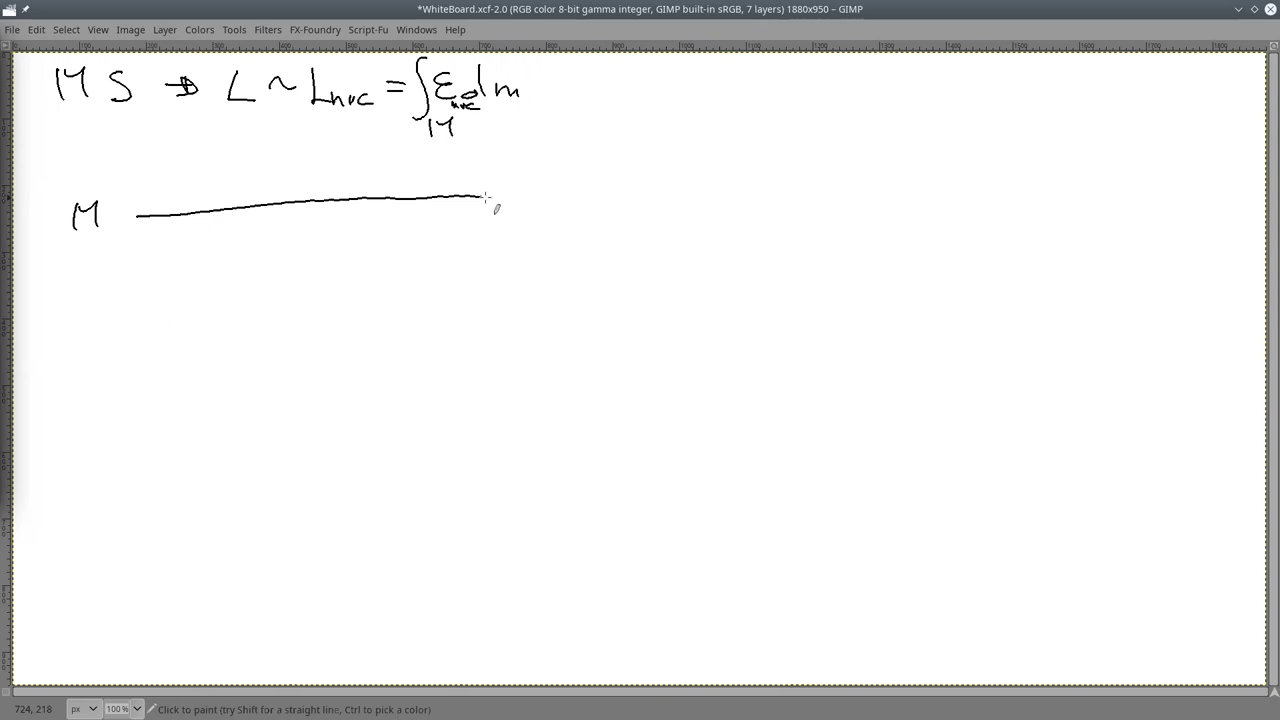 *WhiteBoard.xcf-2.0 (RGB color 8-bit gamma integer, GIMP built-in sRGB, 7 layers) 1880x950 – GIMP
File Edit Select View Image Layer Colors Tools Filters FX-Foundry Script-Fu Windows Help
MS → L ~ Lnuc = ∫ εnuc dm
M
M
724, 218 px 100% Click to paint (try Shift for a straight line, Ctrl to pick a color)